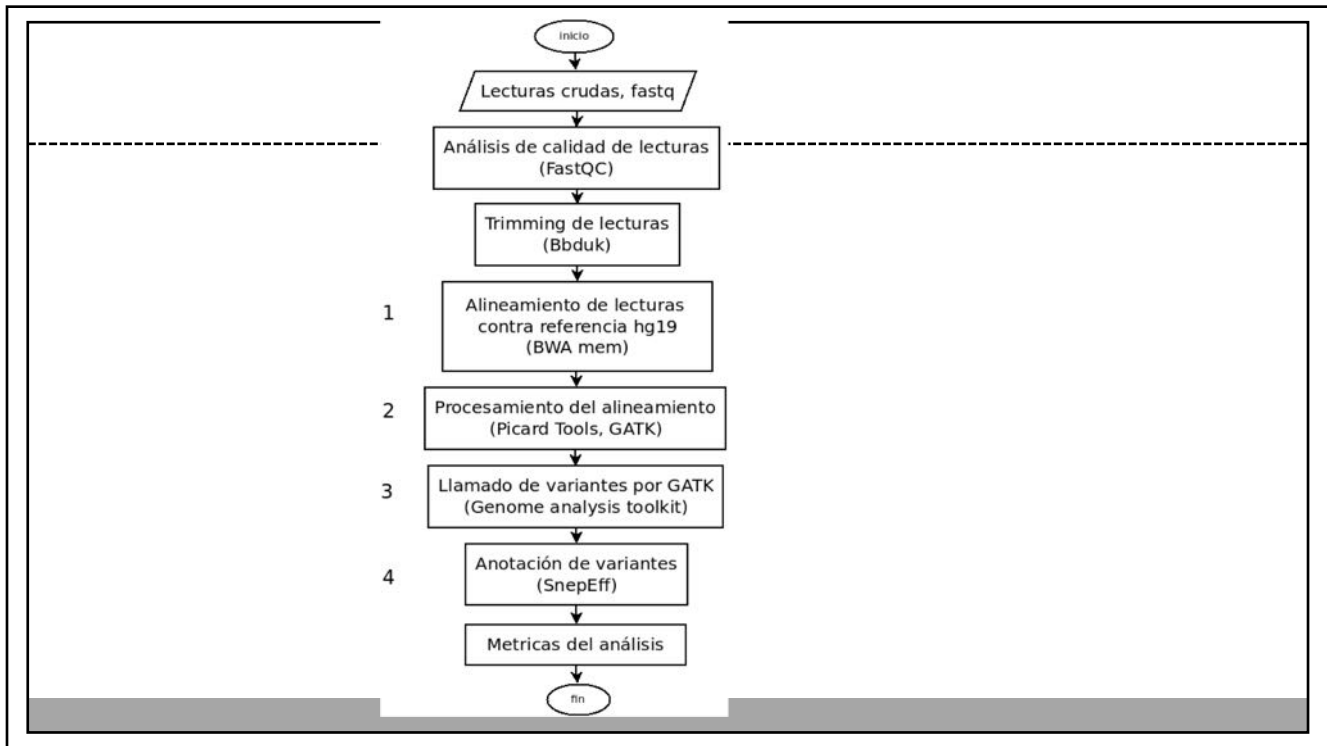 inicio
Lecturas crudas, fastq
Análisis de calidad de lecturas
(FastQC)
Trimming de lecturas
(Bbduk)
1
Alineamiento de lecturas
contra referencia hg19
(BWA mem)
2
Procesamiento del alineamiento
(Picard Tools, GATK)
3
Llamado de variantes por GATK
(Genome analysis toolkit)
4
Anotación de variantes
(SnepEff)
Metricas del análisis
fin